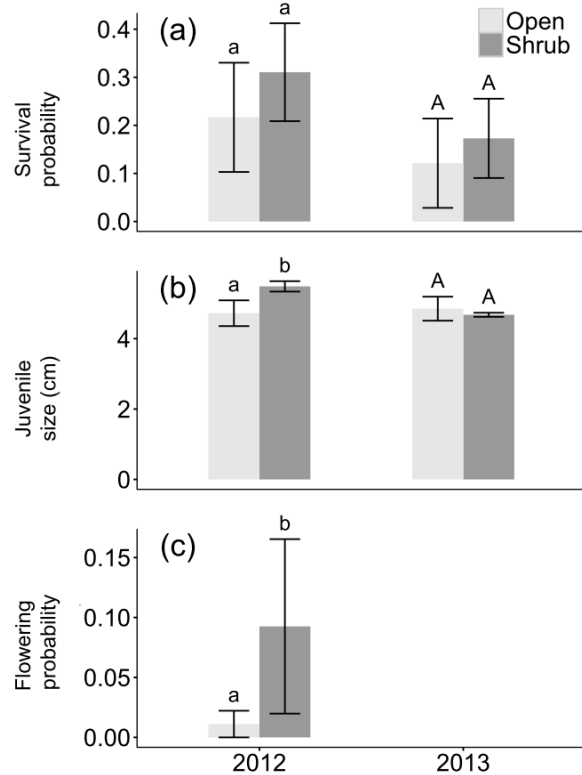 (a)
Open
Shrub
Survival
probability
0.4
0.3
0.2
0.1
0.0
a
a
A
A
(b)
Juvenile
size (cm)
4
2
0
a
b
A
A
(c)
Flowering
probability
0.15
0.10
0.05
0.00
a
b
2012
2013